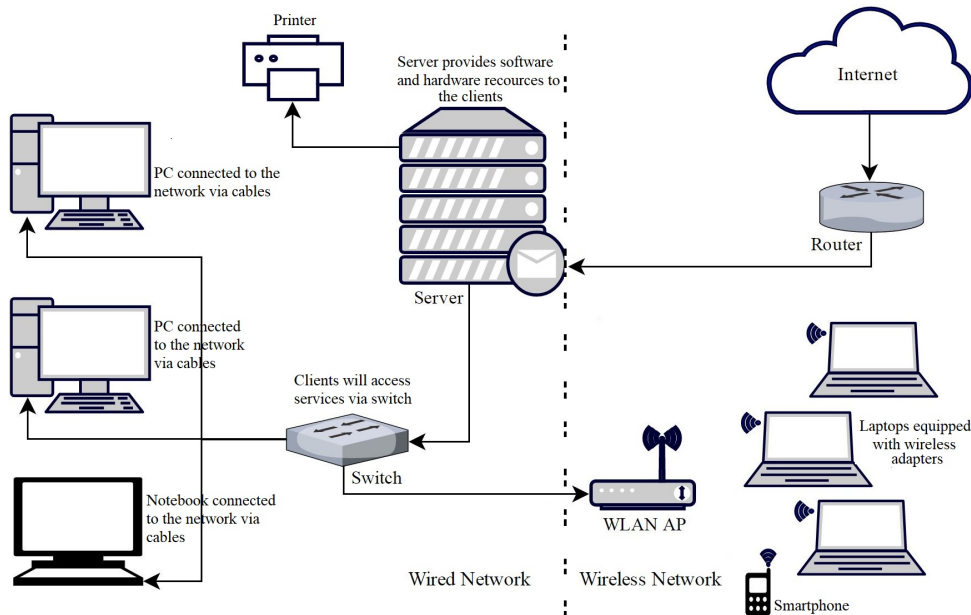 Printer
Server provides software
and hardware recources to
the clients
Internet
PC connected to the
network via cables
Router
Server
PC connected
to the network
via cables
Clients will access
services via switch
Switch
Laptops equipped
with wireless
adapters
Notebook connected
to the network via
cables
WLAN AP
Wired Network
Wireless Network
Smartphone